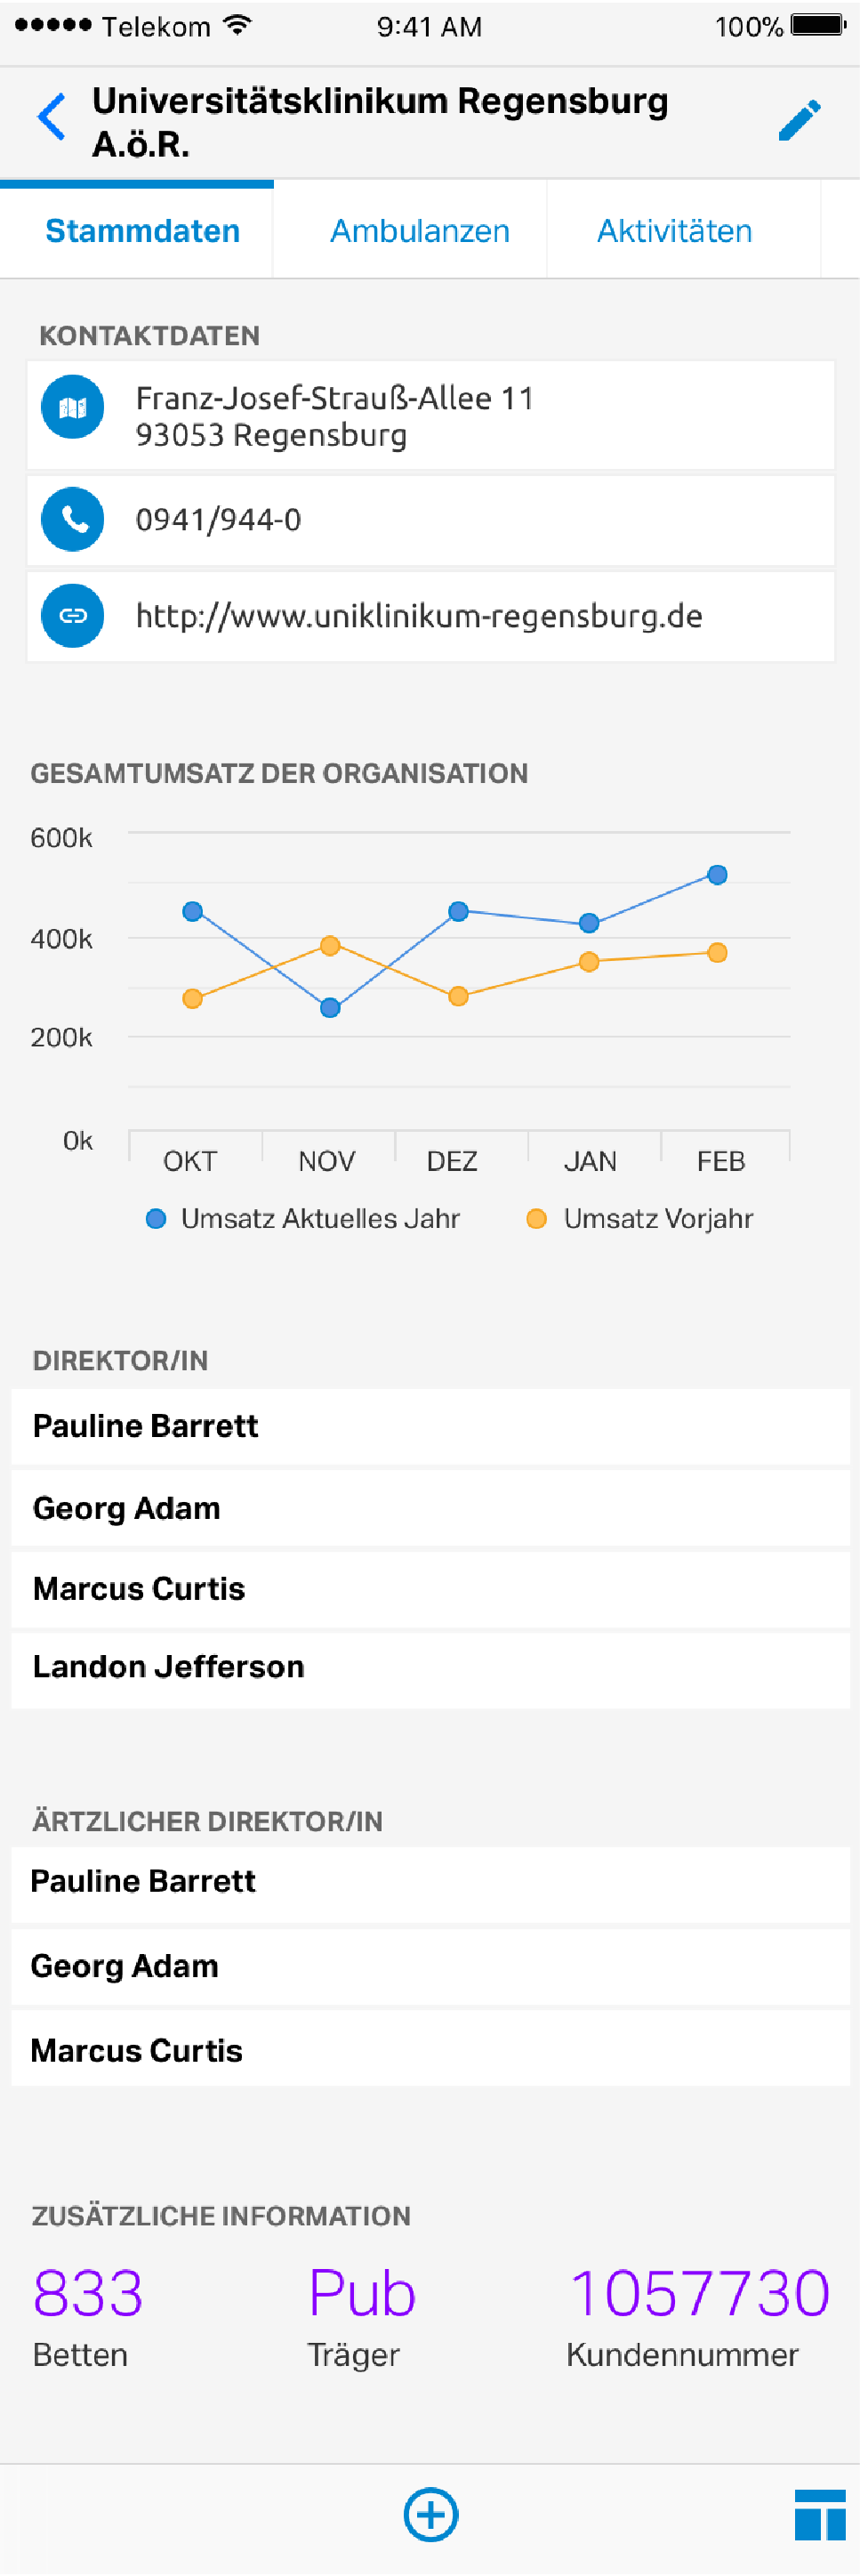 Telekom 9:41 AM 100%
Universitätsklinikum Regensburg
A.ö.R.
Stammdaten Ambulanzen Aktivitäten
KONTAKTDATEN
Franz-Josef-Strauß-Allee 11
93053 Regensburg
0941/944-0
http://www.uniklinikum-regensburg.de
GESAMTUMSATZ DER ORGANISATION
600k
400k
200k
0k
OKT NOV DEZ JAN FEB
Umsatz Aktuelles Jahr Umsatz Vorjahr
DIREKTOR/IN
Pauline Barrett
Georg Adam
Marcus Curtis
Landon Jefferson
ÄRTZLICHER DIREKTOR/IN
Pauline Barrett
Georg Adam
Marcus Curtis
ZUSÄTZLICHE INFORMATION
833 Pub 1057730
Betten Träger Kundennummer